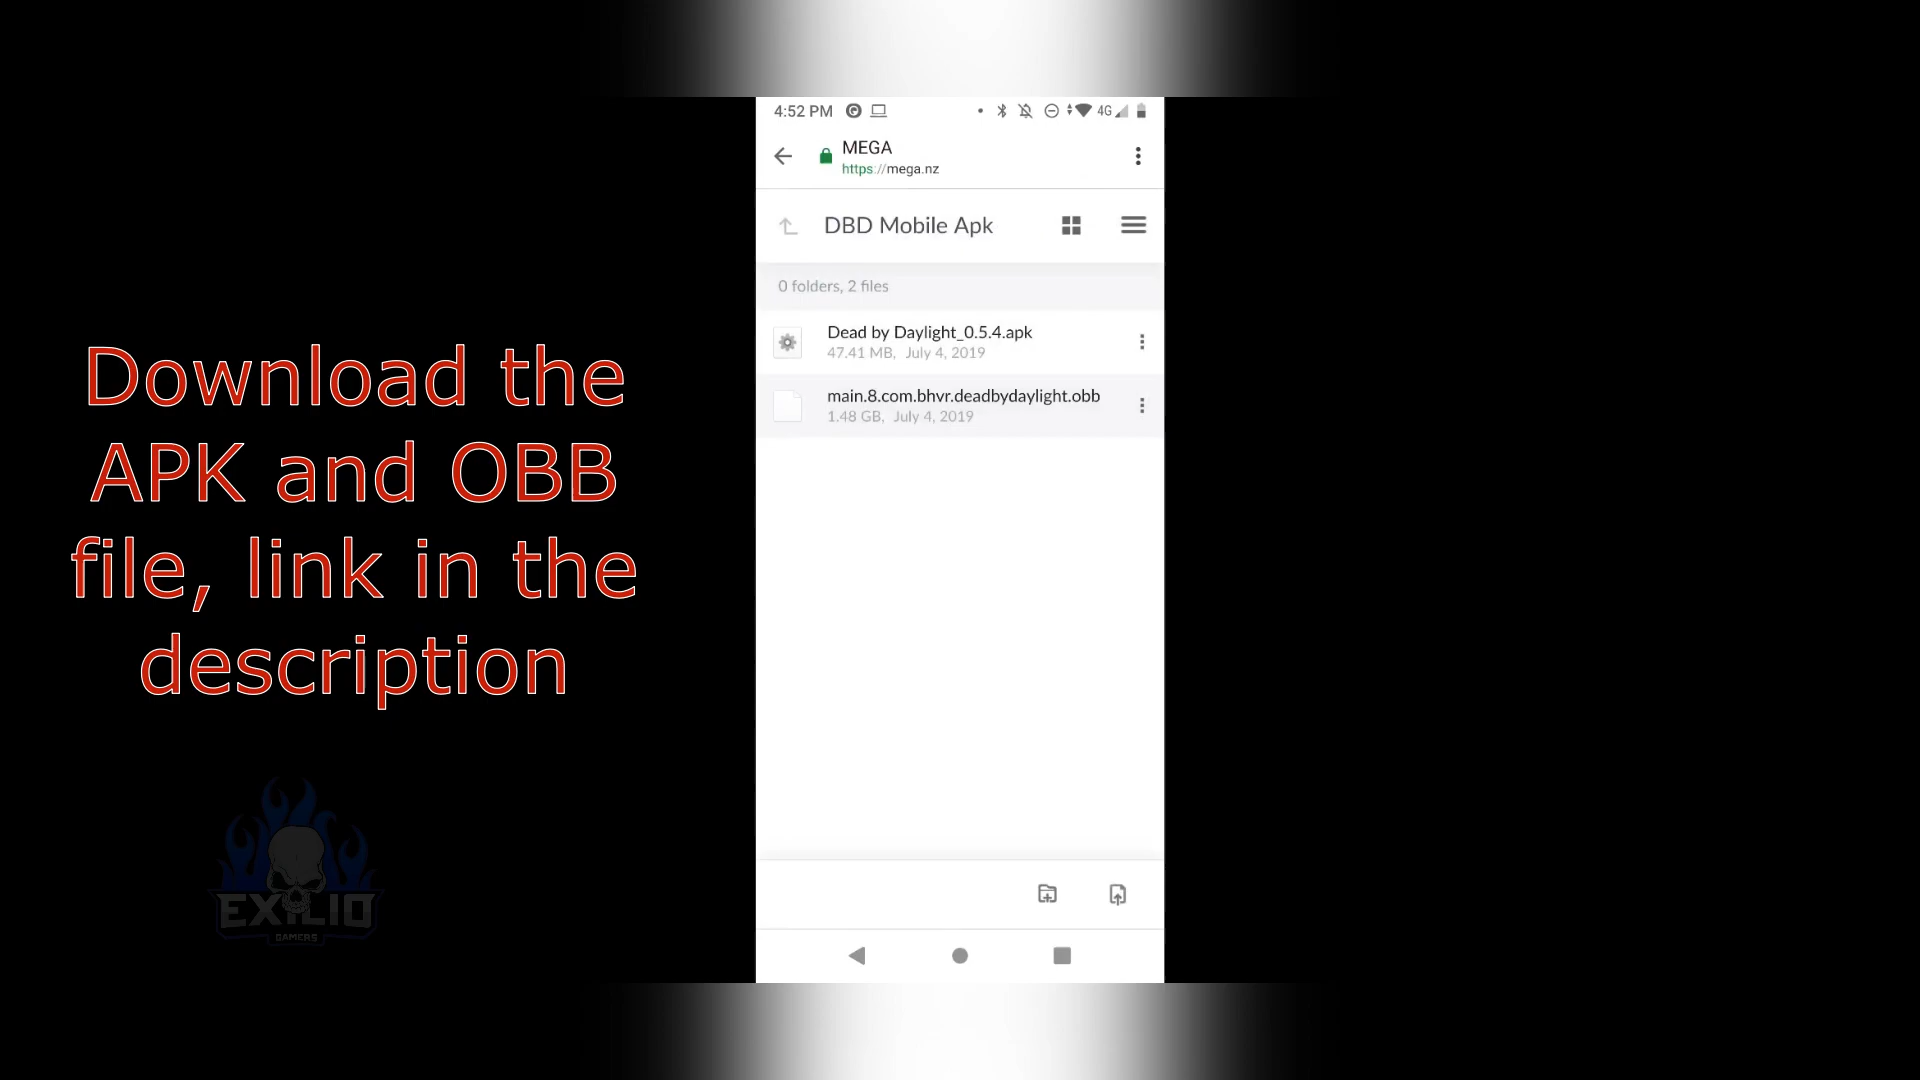 4:52 PM
4G
MEGA
https://mega.nz
DBD Mobile Apk
0 folders, 2 files
Dead by Daylight_0.5.4.apk
47.41 MB, July 4, 2019
main.8.com.bhvr.deadbydaylight.obb
1.48 GB, July 4, 2019
Download the
APK and OBB
file, link in the
description
EXILIO
GAMERS